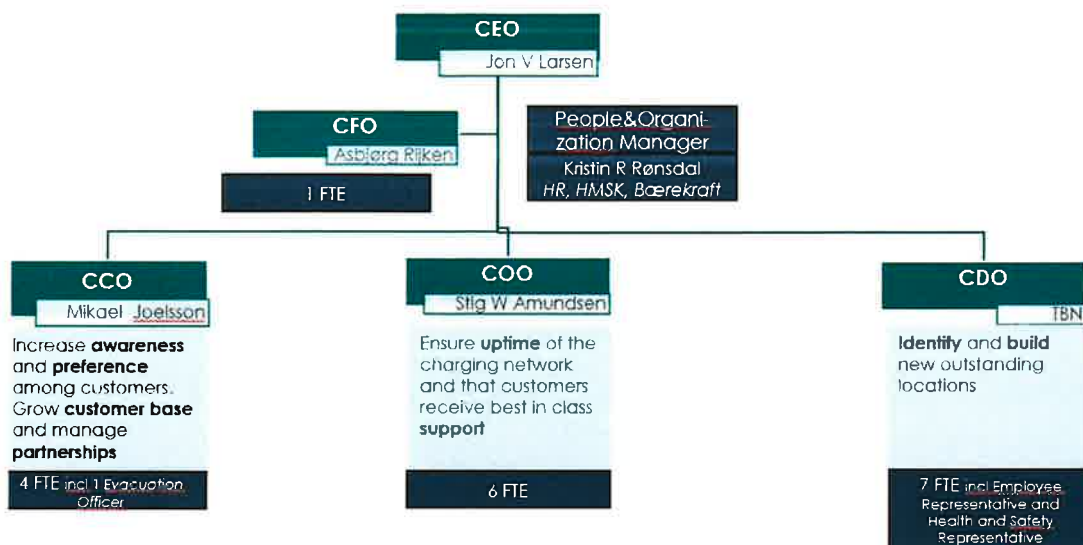 CEO
Jon V Larsen
CFO
Asbjørg Rijken
1 FTE
People&Organi-
zation Manager
Kristin R Rønsdal
HR, HMSK, Bærekraft
CCO
Mikael Joelsson
Increase awareness
and preference
among customers.
Grow customer base
and manage
partnerships
4 FTE incl 1 Evacuation
Officer
COO
Stig W Amundsen
Ensure uptime of the
charging network
and that customers
receive best in class
support
6 FTE
CDO
TBN
Identify and build
new outstanding
locations
7 FTE incl Employee
Representative and
Health and Safety
Representative